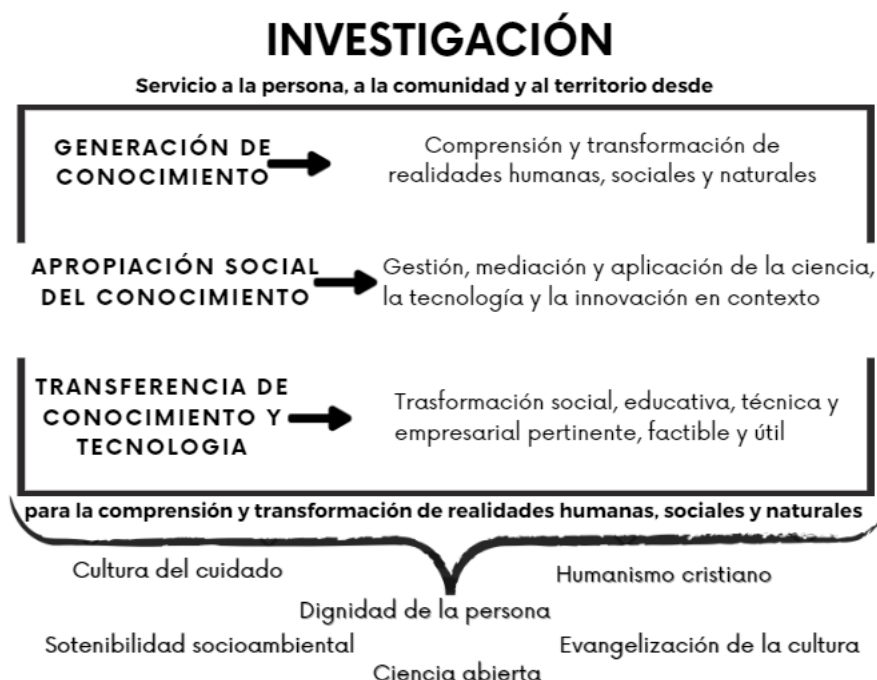 INVESTIGACIÓN
Servicio a la persona, a la comunidad y al territorio desde
GENERACIÓN DE
CONOCIMIENTO
Comprensión y transformación de
realidades humanas, sociales y naturales
APROPIACIÓN SOCIAL
DEL CONOCIMIENTO
Gestión, mediación y aplicación de la ciencia,
la tecnología y la innovación en contexto
TRANSFERENCIA DE
CONOCIMIENTO Y
TECNOLOGIA
Trasformación social, educativa, técnica y
empresarial pertinente, factible y útil
para la comprensión y transformación de realidades humanas, sociales y naturales
Cultura del cuidado
Humanismo cristiano
Dignidad de la persona
Sotenibilidad socioambiental
Evangelización de la cultura
Ciencia abierta